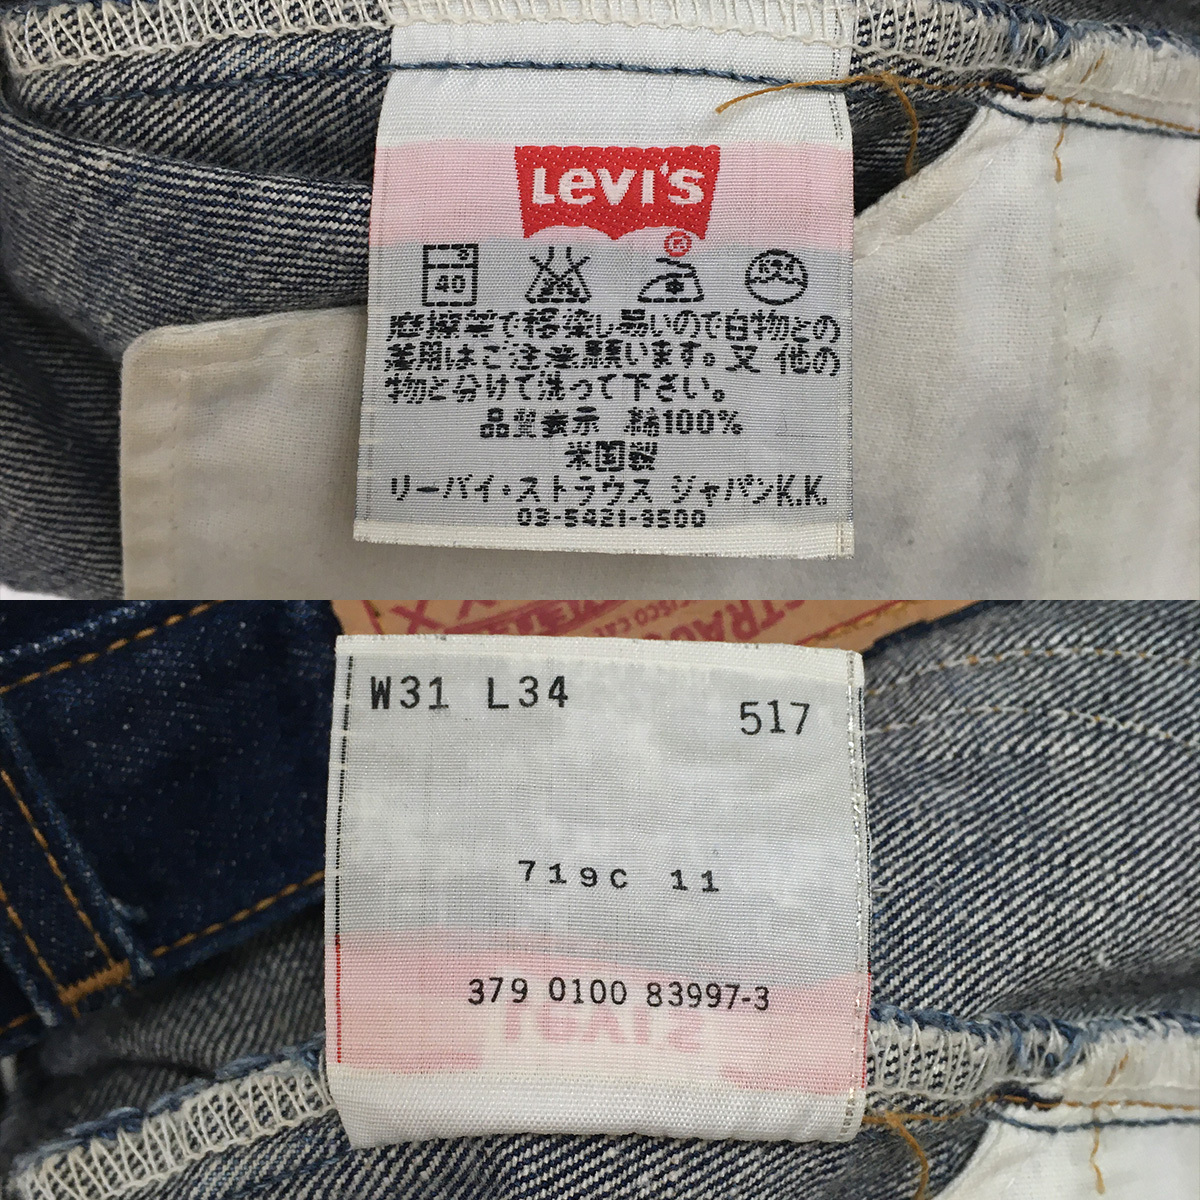 LEVI'S
®
40
摩擦等で移染し易いので白物との
着用はご注意願います。又 他の
物と分けて洗って下さい。
品質表示 綿100%
米国製
リーバイ・ストラウス ジャパンK.K.
03-5421-3500
W31 L34
517
719C 11
379 0100 83997-3